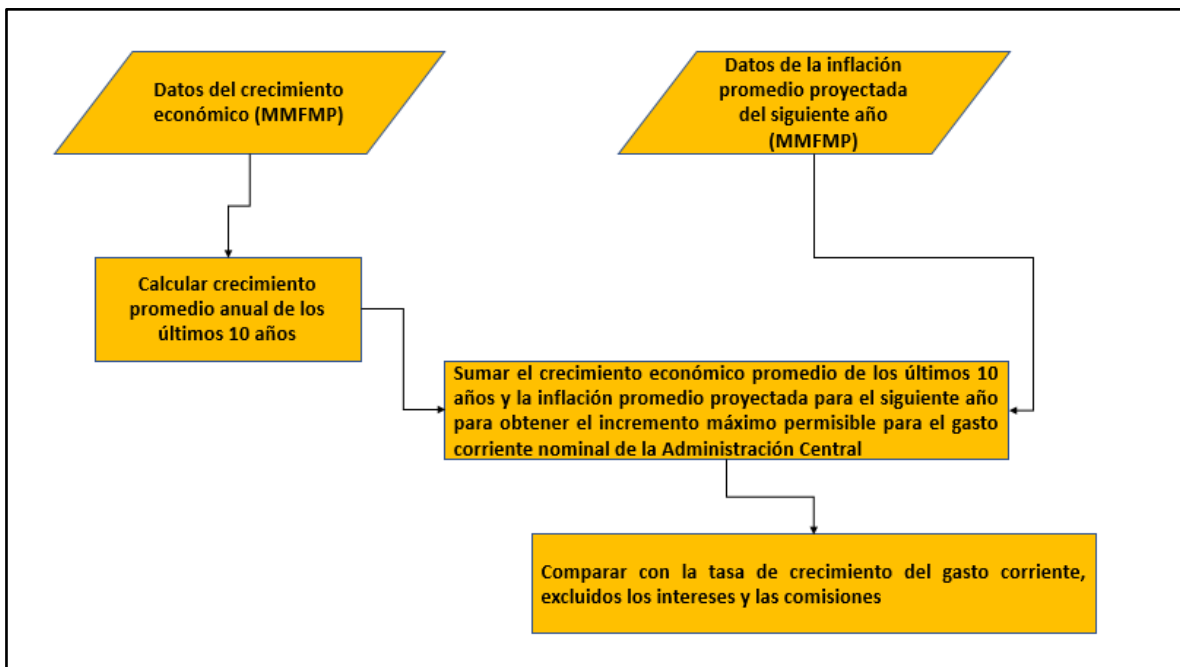 Datos del crecimiento
económico (MMFMP)
Datos de la inflación
promedio proyectada
del siguiente año
(MMFMP)
Calcular crecimiento
promedio anual de los
últimos 10 años
Sumar el crecimiento económico promedio de los últimos 10
años y la inflación promedio proyectada para el siguiente año
para obtener el incremento máximo permisible para el gasto
corriente nominal de la Administración Central
Comparar con la tasa de crecimiento del gasto corriente,
excluidos los intereses y las comisiones